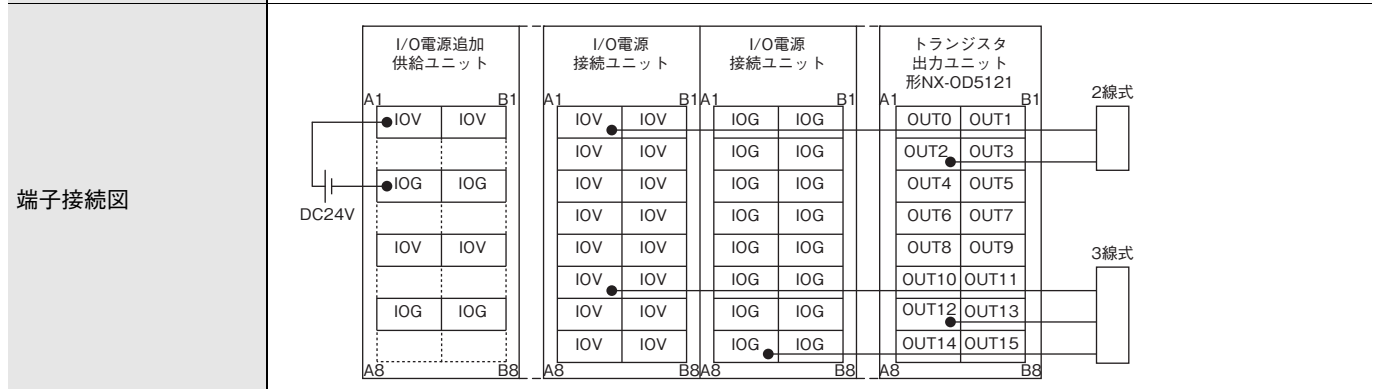 端子接続図
I/O電源追加
供給ユニット
I/O電源
接続ユニット
I/O電源
接続ユニット
トランジスタ
出力ユニット
形NX-OD5121
A1 B1 A1 B1 A1 B1 A1 B1
2線式
IOV IOV IOV IOV IOG IOG OUT0 OUT1
IOV IOV IOG IOG OUT2 OUT3
IOG IOG IOV IOV IOG IOG OUT4 OUT5
DC24V
IOV IOV IOG IOG OUT6 OUT7
IOV IOV IOV IOV IOG IOG OUT8 OUT9
3線式
IOV IOV IOG IOG OUT10 OUT11
IOG IOG IOV IOV IOG IOG OUT12 OUT13
IOV IOV IOG IOG OUT14 OUT15
A8 B8 A8 B8 A8 B8 A8 B8